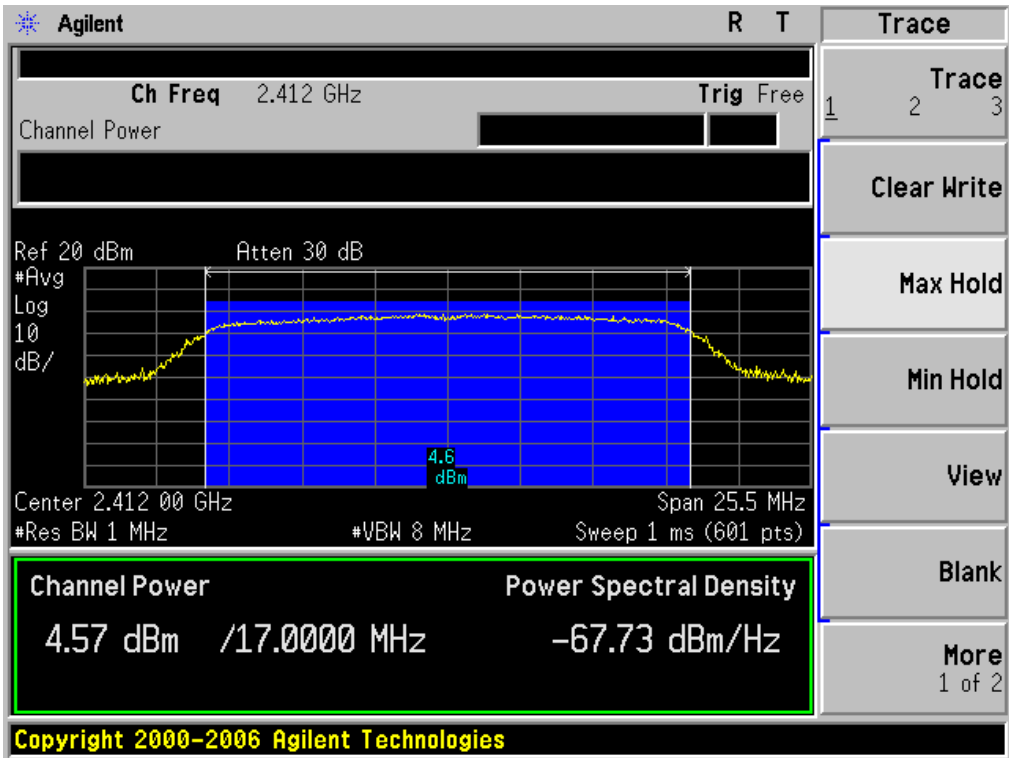 Agilent R T
Ch Freq 2.412 GHz Trig Free
Channel Power
Ref 20 dBm Atten 30 dB
#Avg
Log
10
dB/
4.6
dBm
Center 2.412 00 GHz Span 25.5 MHz
#Res BW 1 MHz #VBW 8 MHz Sweep 1 ms (601 pts)
Channel Power Power Spectral Density
4.57 dBm /17.0000 MHz -67.73 dBm/Hz
Copyright 2000-2006 Agilent Technologies
Trace
Trace
1 2 3
Clear Write
Max Hold
Min Hold
View
Blank
More
1 of 2